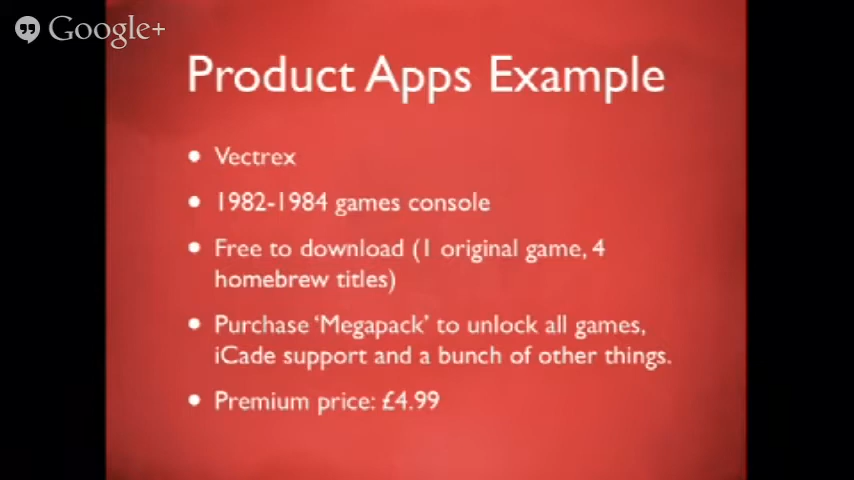 Google+
Product Apps Example
• Vectrex
• 1982-1984 games console
• Free to download (1 original game, 4
homebrew titles)
• Purchase ‘Megapack’ to unlock all games,
iCade support and a bunch of other things.
• Premium price: £4.99